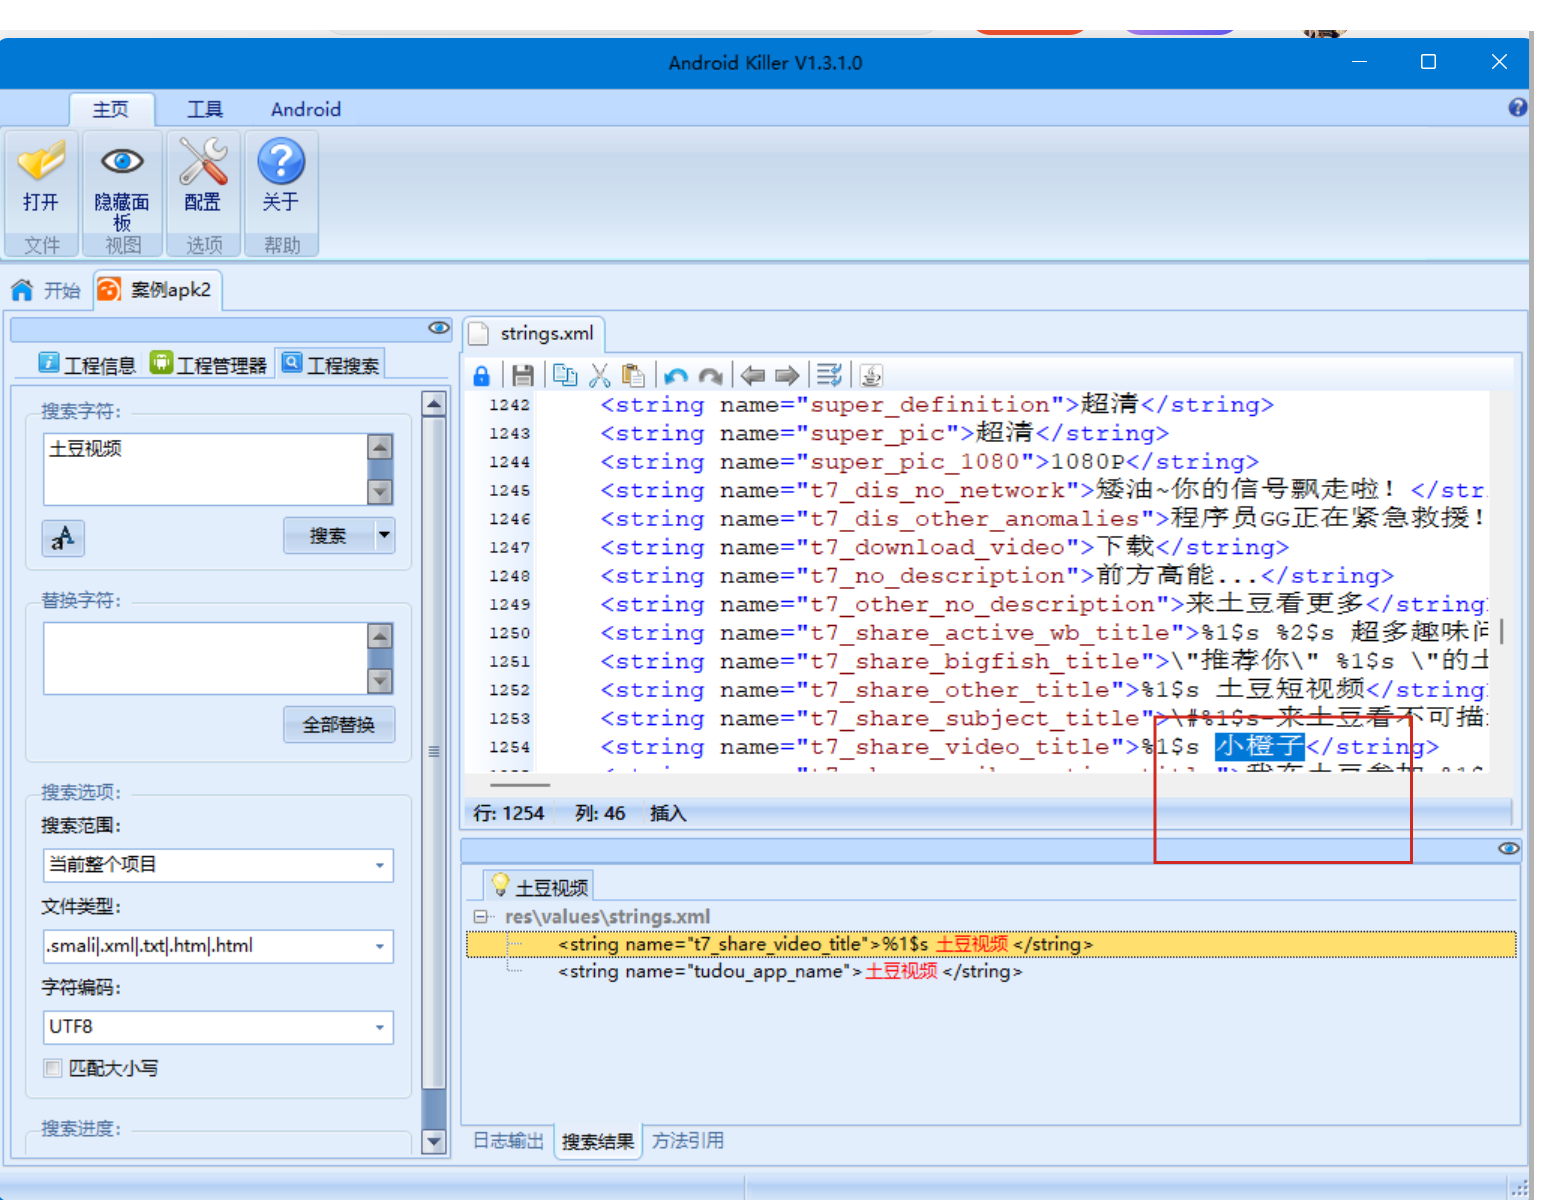 Android Killer V1.3.1.0
主页 工具 Android
打开 隐藏面板 配置 关于
文件 视图 选项 帮助
开始 案例apk2
工程信息 工程管理器 工程搜索
搜索字符:
土豆视频
搜索
替换字符:
全部替换
搜索选项:
搜索范围:
当前整个项目
文件类型:
.smali|.xml|.txt|.htm|.html
字符编码:
UTF8
匹配大小写
搜索进度:
strings.xml
1242 <string name="super_definition">超清</string>
1243 <string name="super_pic">超清</string>
1244 <string name="super_pic_1080">1080P</string>
1245 <string name="t7_dis_no_network">矮油~你的信号飘走啦！</str
1246 <string name="t7_dis_other_anomalies">程序员GG正在紧急救援！
1247 <string name="t7_download_video">下载</string>
1248 <string name="t7_no_description">前方高能...</string>
1249 <string name="t7_other_no_description">来土豆看更多</string
1250 <string name="t7_share_active_wb_title">%1$s %2$s 超多趣味
1251 <string name="t7_share_bigfish_title">\"推荐你\" %1$s \"的土
1252 <string name="t7_share_other_title">%1$s 土豆短视频</string
1253 <string name="t7_share_subject_title">\#%1$s-来土豆看不可描
1254 <string name="t7_share_video_title">%1$s 小橙子</string>
行: 1254 列: 46 插入
土豆视频
res\values\strings.xml
<string name="t7_share_video_title">%1$s 土豆视频 </string>
<string name="tudou_app_name">土豆视频 </string>
日志输出 搜索结果 方法引用